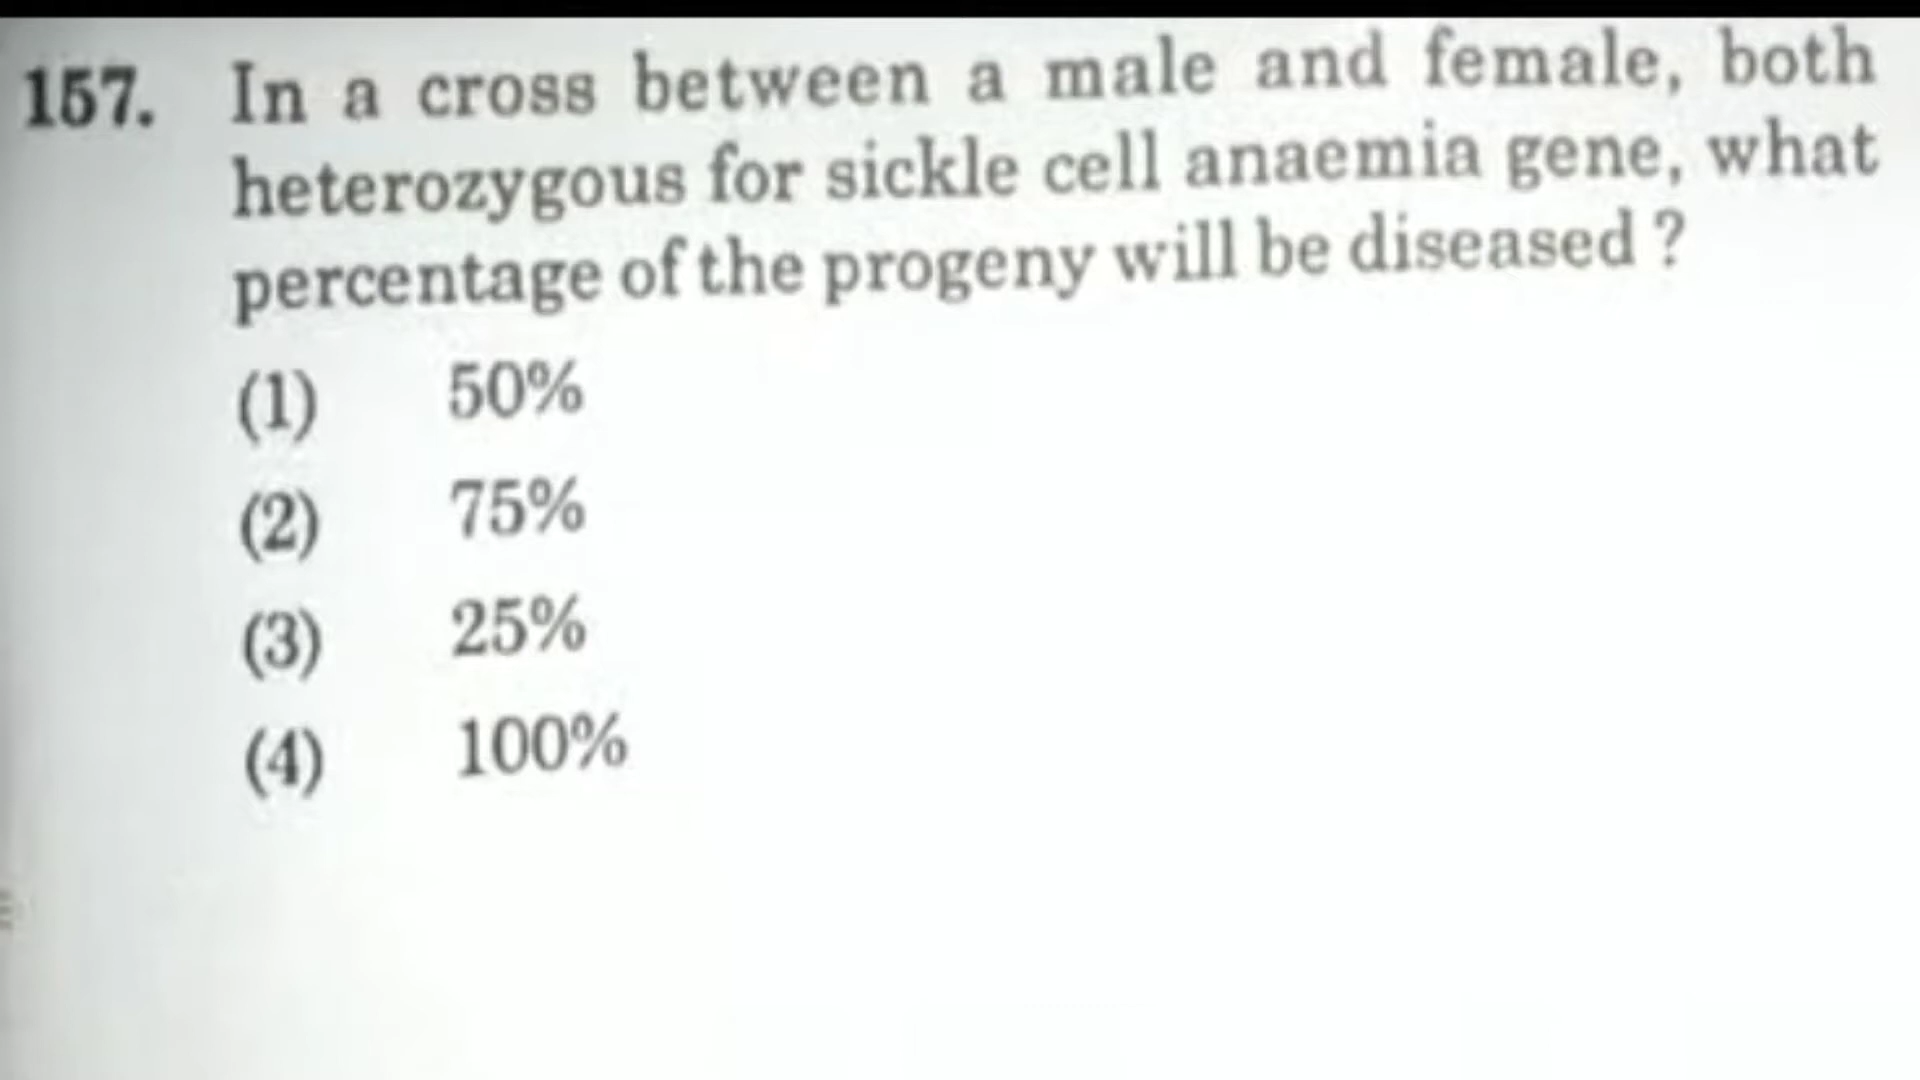 157. In a cross between a male and female, both
heterozygous for sickle cell anaemia gene, what
percentage of the progeny will be diseased ?
(1) 50%
(2) 75%
(3) 25%
(4) 100%